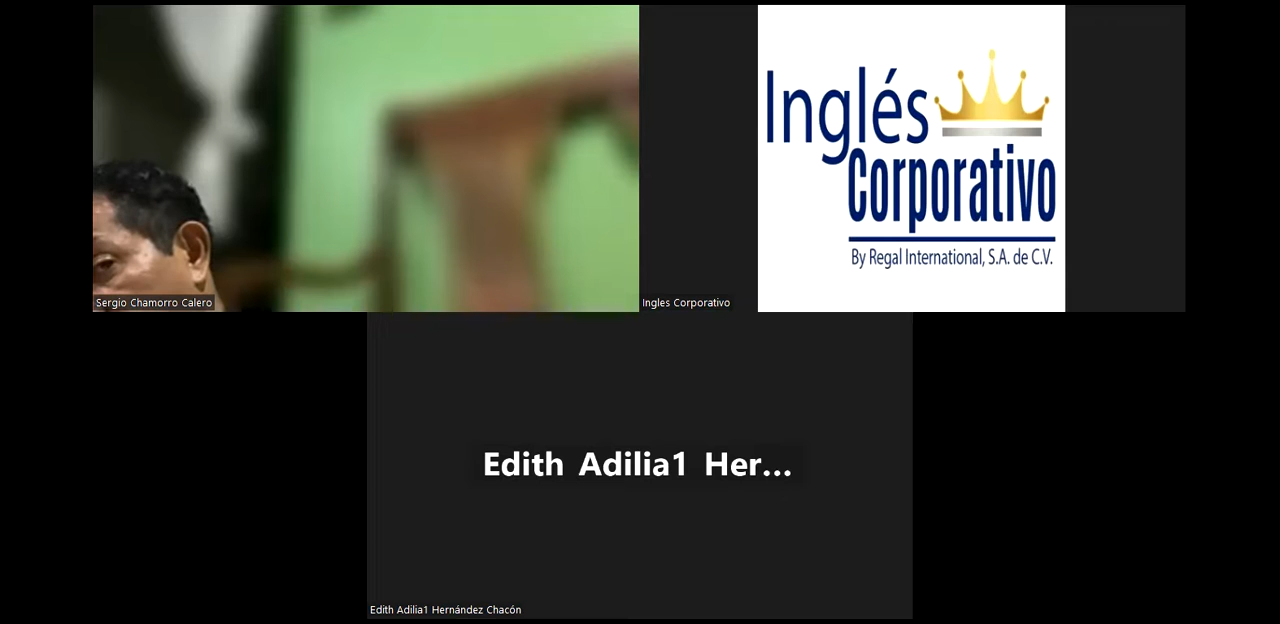 Inglés
Corporativo
By Regal International, S.A. de C.V.
Sergio Chamorro Calero
Ingles Corporativo
Edith Adilia1 Her...
Edith Adilia1 Hernández Chacón